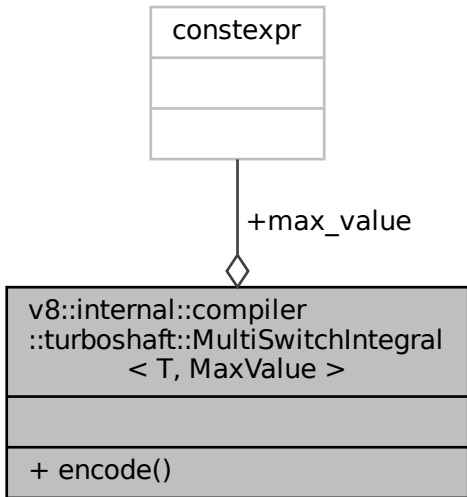 constexpr
+max_value
v8::internal::compiler
::turboshaft::MultiSwitchIntegral
< T, MaxValue >
+ encode()